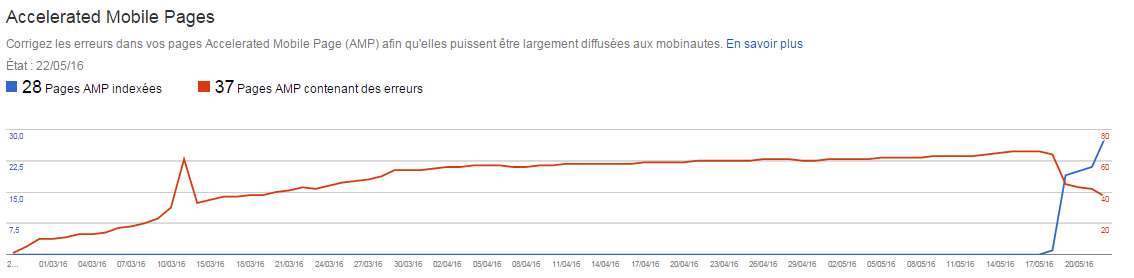 Accelerated Mobile Pages
Corrigez les erreurs dans vos pages Accelerated Mobile Page (AMP) afin qu'elles puissent être largement diffusées aux mobinautes. En savoir plus
État : 22/05/16
28 Pages AMP indexées 37 Pages AMP contenant des erreurs
30,0 80
22,5 60
15,0 40
7,5 20
2... 01/03/16 04/03/16 07/03/16 10/03/16 15/03/16 18/03/16 21/03/16 24/03/16 27/03/16 30/03/16 02/04/16 05/04/16 08/04/16 11/04/16 14/04/16 17/04/16 20/04/16 23/04/16 26/04/16 29/04/16 02/05/16 05/05/16 08/05/16 11/05/16 14/05/16 17/05/16 20/05/16